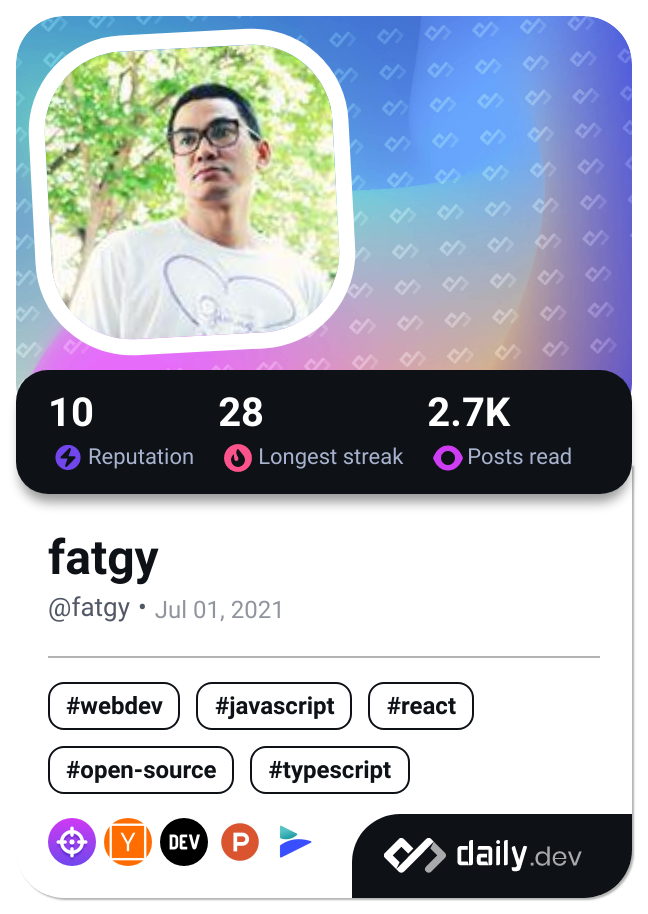 10 28 2.7K
Reputation Longest streak Posts read
fatgy
@fatgy • Jul 01, 2021
#webdev #javascript #react
#open-source #typescript
Y DEV P
daily.dev